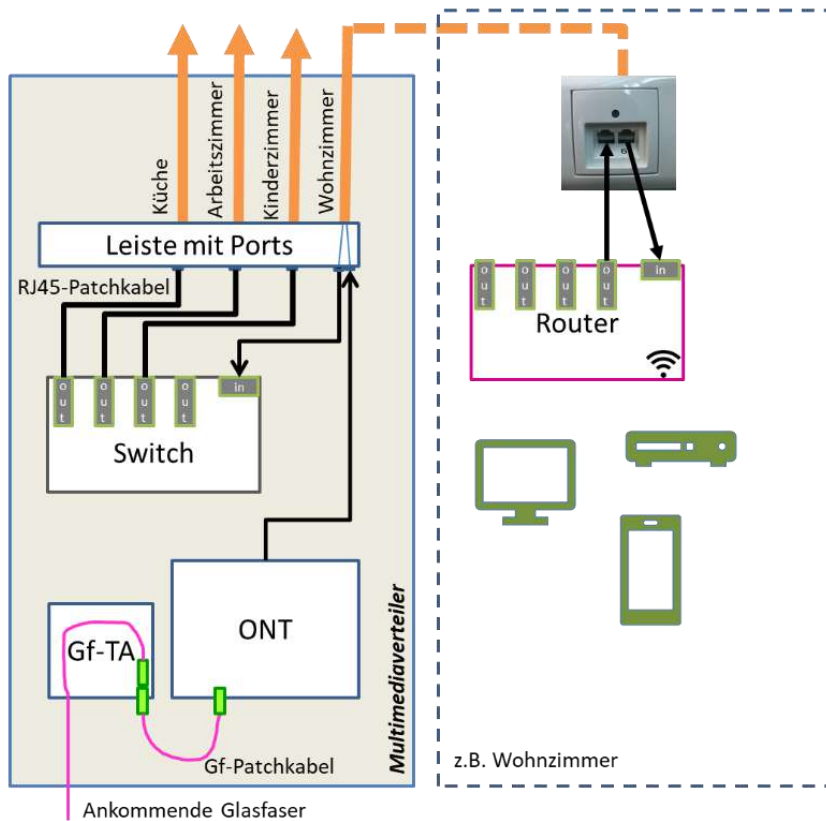 Küche
Arbeitszimmer
Kinderzimmer
Wohnzimmer
Leiste mit Ports
RJ45-Patchkabel
out
out
out
out
in
Switch
out
out
out
out
in
Router
Gf-TA
ONT
Gf-Patchkabel
Multimediaverteiler
z.B. Wohnzimmer
Ankommende Glasfaser